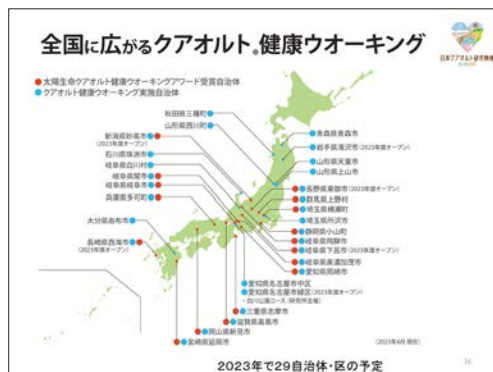 全国に広がるクアオルト®健康ウオーキング
日本クアオルト研究機構
太陽生命クアオルト健康ウオーキングアワード受賞自治体
クアオルト健康ウオーキング実施自治体
秋田県三種町
山形県西川町
新潟県妙高市
(2023年度オープン)
石川県珠洲市
岐阜県白川村
岐阜県関市
岐阜県岐阜市
兵庫県多可町
大分県由布市
長崎県西海市
(2023年度オープン)
青森県青森市
岩手県滝沢市(2023年度オープン)
山形県天童市
山形県上山市
長野県東御市(2023年度オープン)
群馬県上野村
埼玉県横瀬町
埼玉県所沢市
静岡県小山町
岐阜県飛騨市
岐阜県下呂市(2023年度オープン)
岐阜県美濃加茂市
愛知県岡崎市
愛知県名古屋市中区
愛知県名古屋市緑区(2023年度オープン)
・白川公園コース(研究所主催)
三重県志摩市
滋賀県高島市
岡山県新見市
宮崎県延岡市
(2023年4月 現在)
2023年で29自治体・区の予定
16